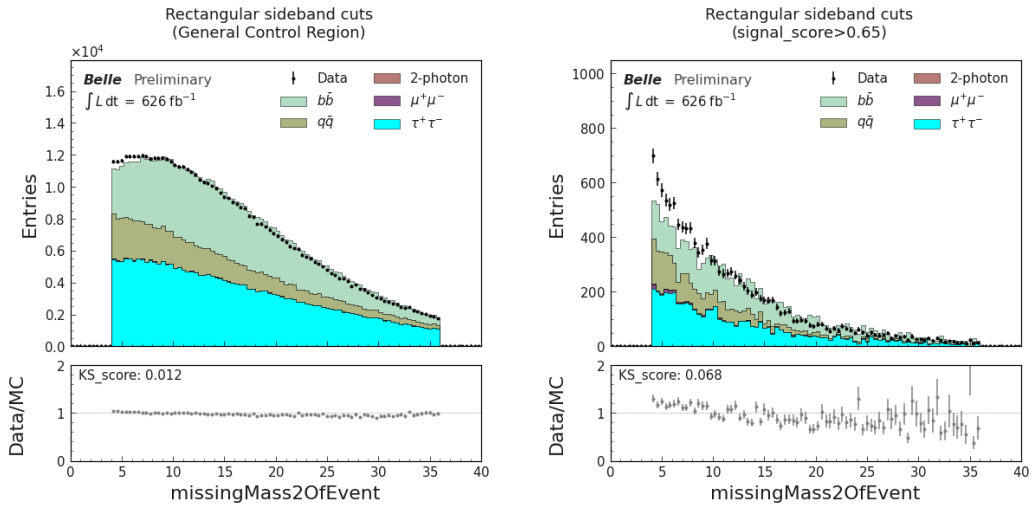 Rectangular sideband cuts
(General Control Region)
×10⁴
Belle Preliminary
∫ L dt = 626 fb⁻¹
Data
bb̄
qq̄
2-photon
μ⁺μ⁻
τ⁺τ⁻
Entries
1.6
1.4
1.2
1.0
0.8
0.6
0.4
0.2
0.0
KS_score: 0.012
Data/MC
2
1
0
0 5 10 15 20 25 30 35 40
missingMass2OfEvent
Rectangular sideband cuts
(signal_score>0.65)
Belle Preliminary
∫ L dt = 626 fb⁻¹
Data
bb̄
qq̄
2-photon
μ⁺μ⁻
τ⁺τ⁻
Entries
1000
800
600
400
200
0
KS_score: 0.068
Data/MC
2
1
0
0 5 10 15 20 25 30 35 40
missingMass2OfEvent